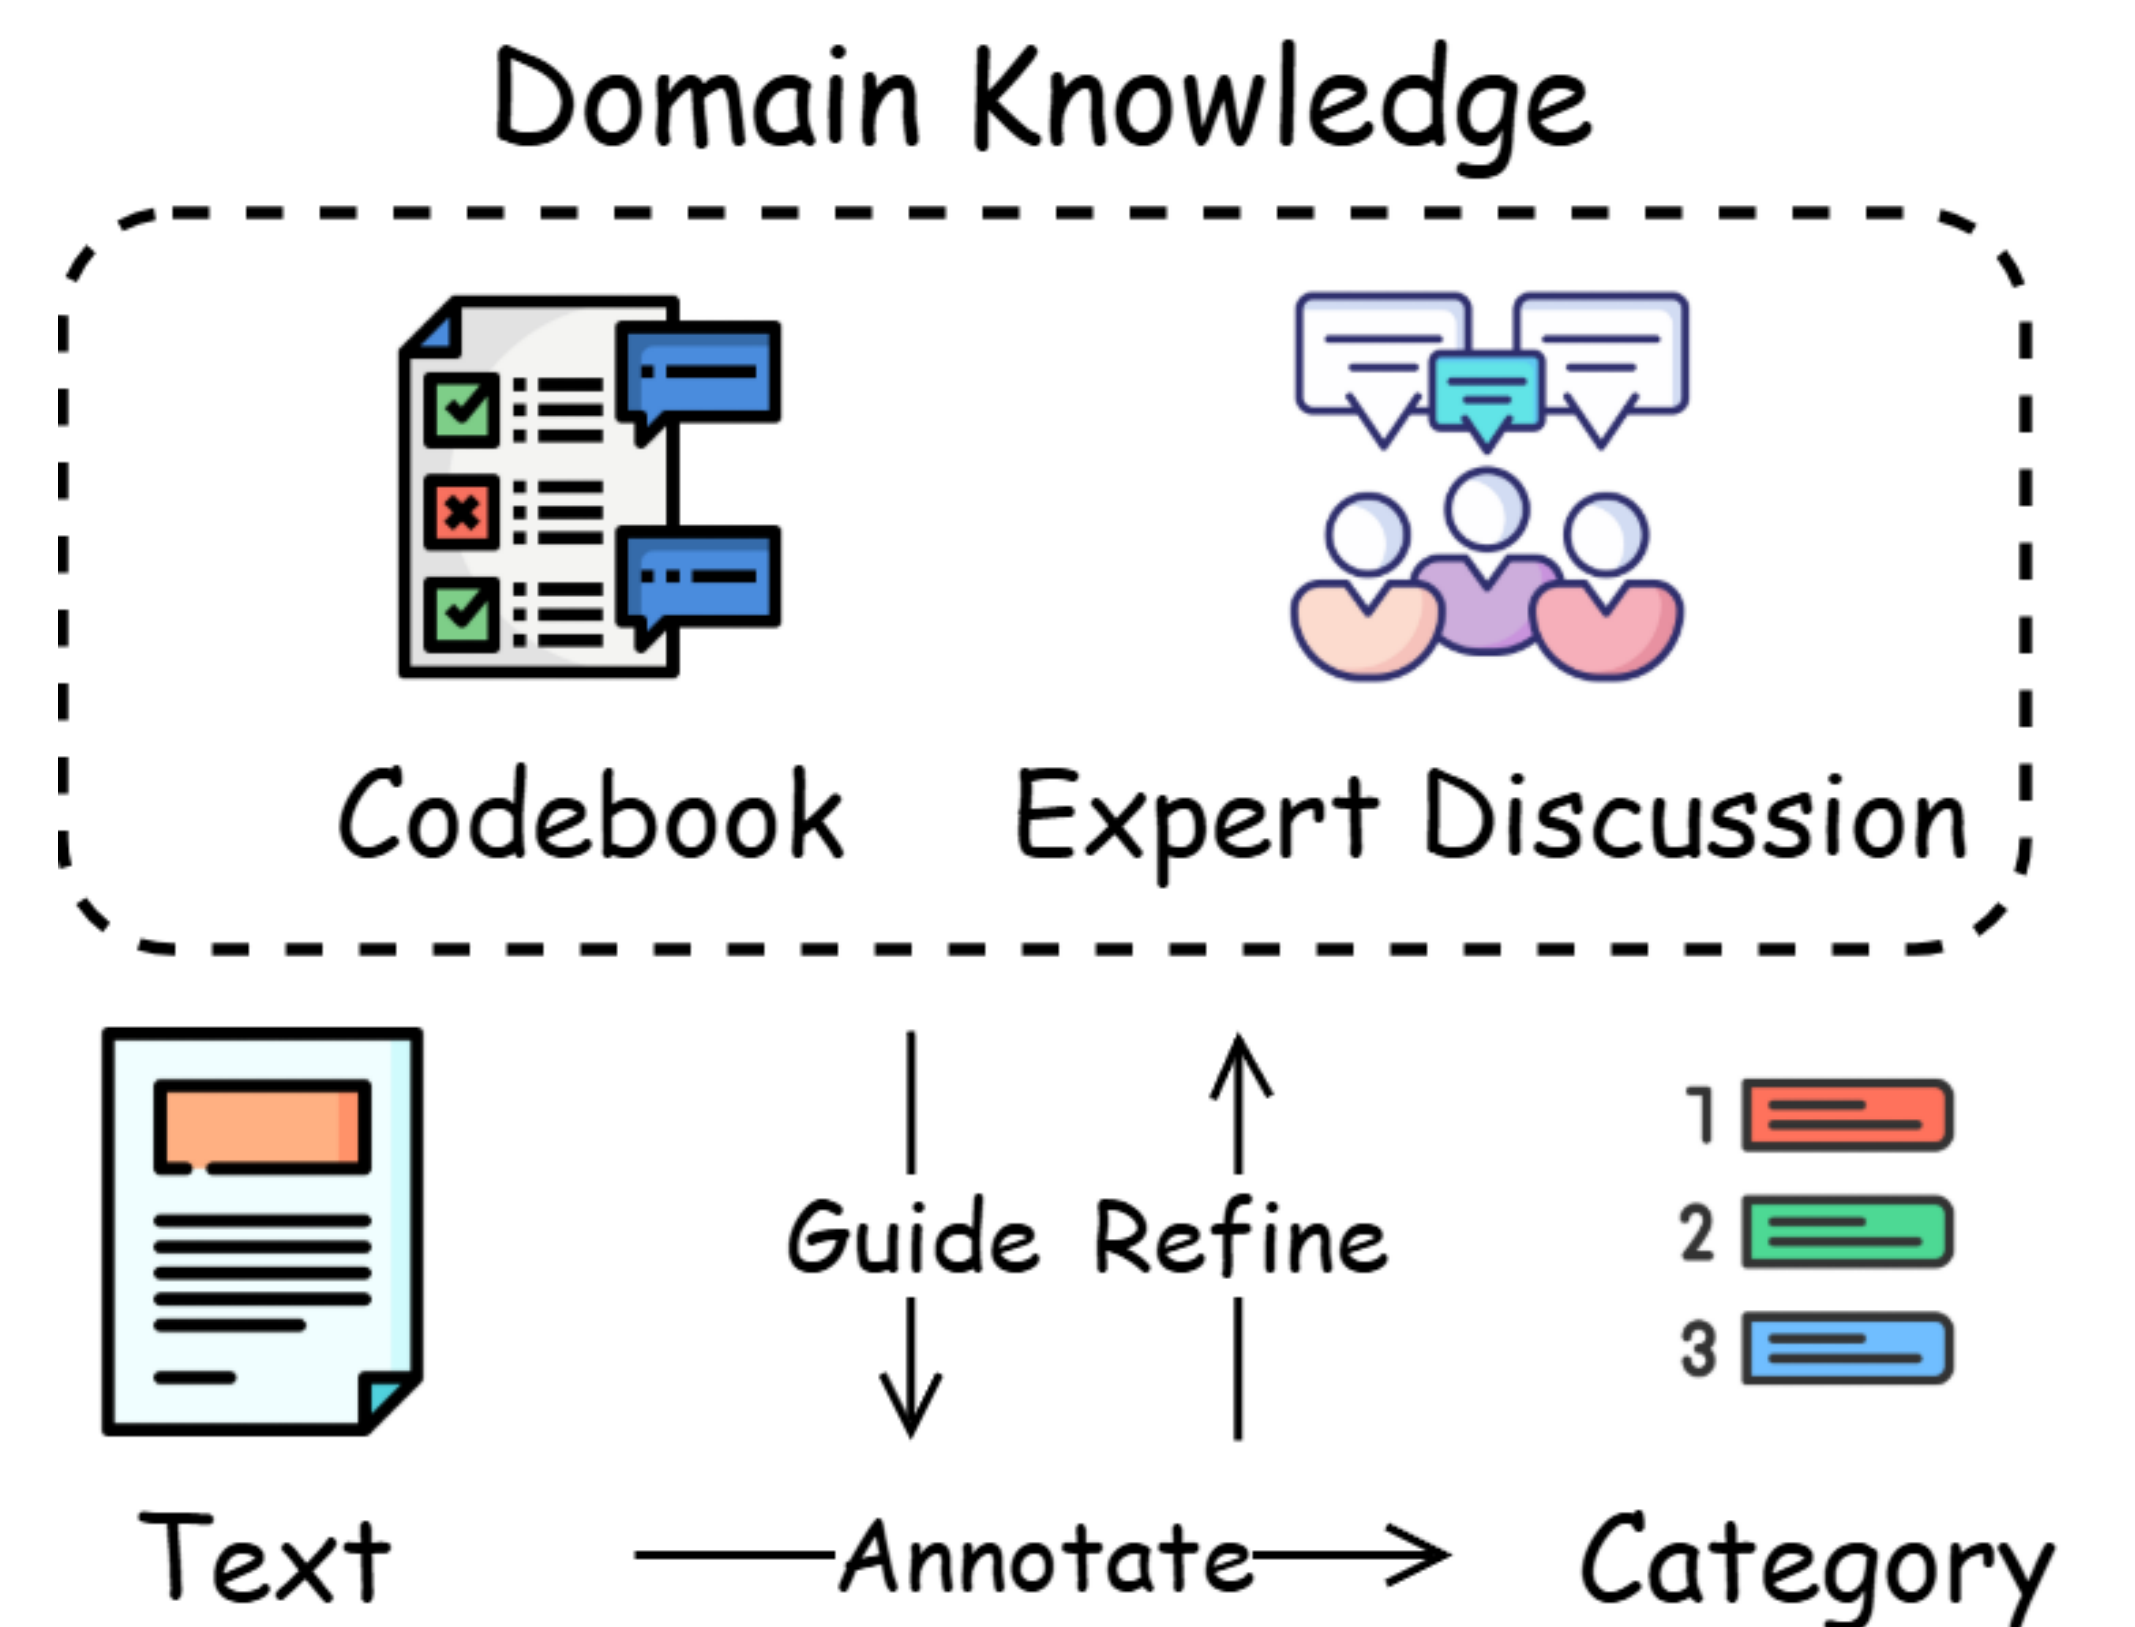 Domain Knowledge
Codebook
Expert Discussion
Guide
Refine
1
2
3
Text
Annotate
Category